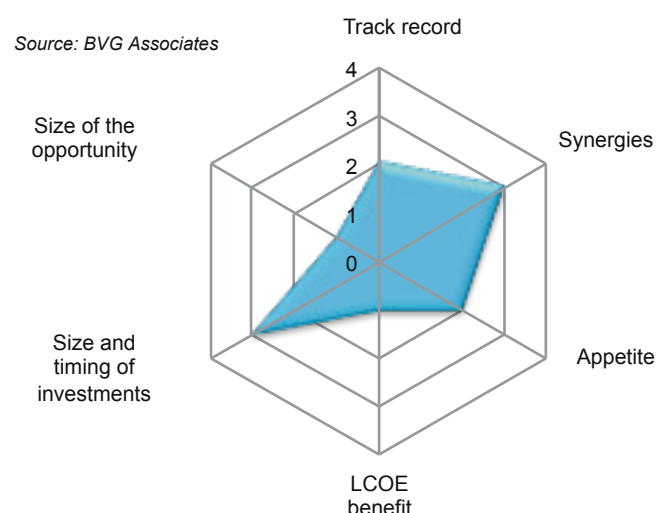 Track record
Source: BVG Associates
4
3
2
1
0
Size of the
opportunity
Synergies
Size and
timing of
investments
Appetite
LCOE
benefit